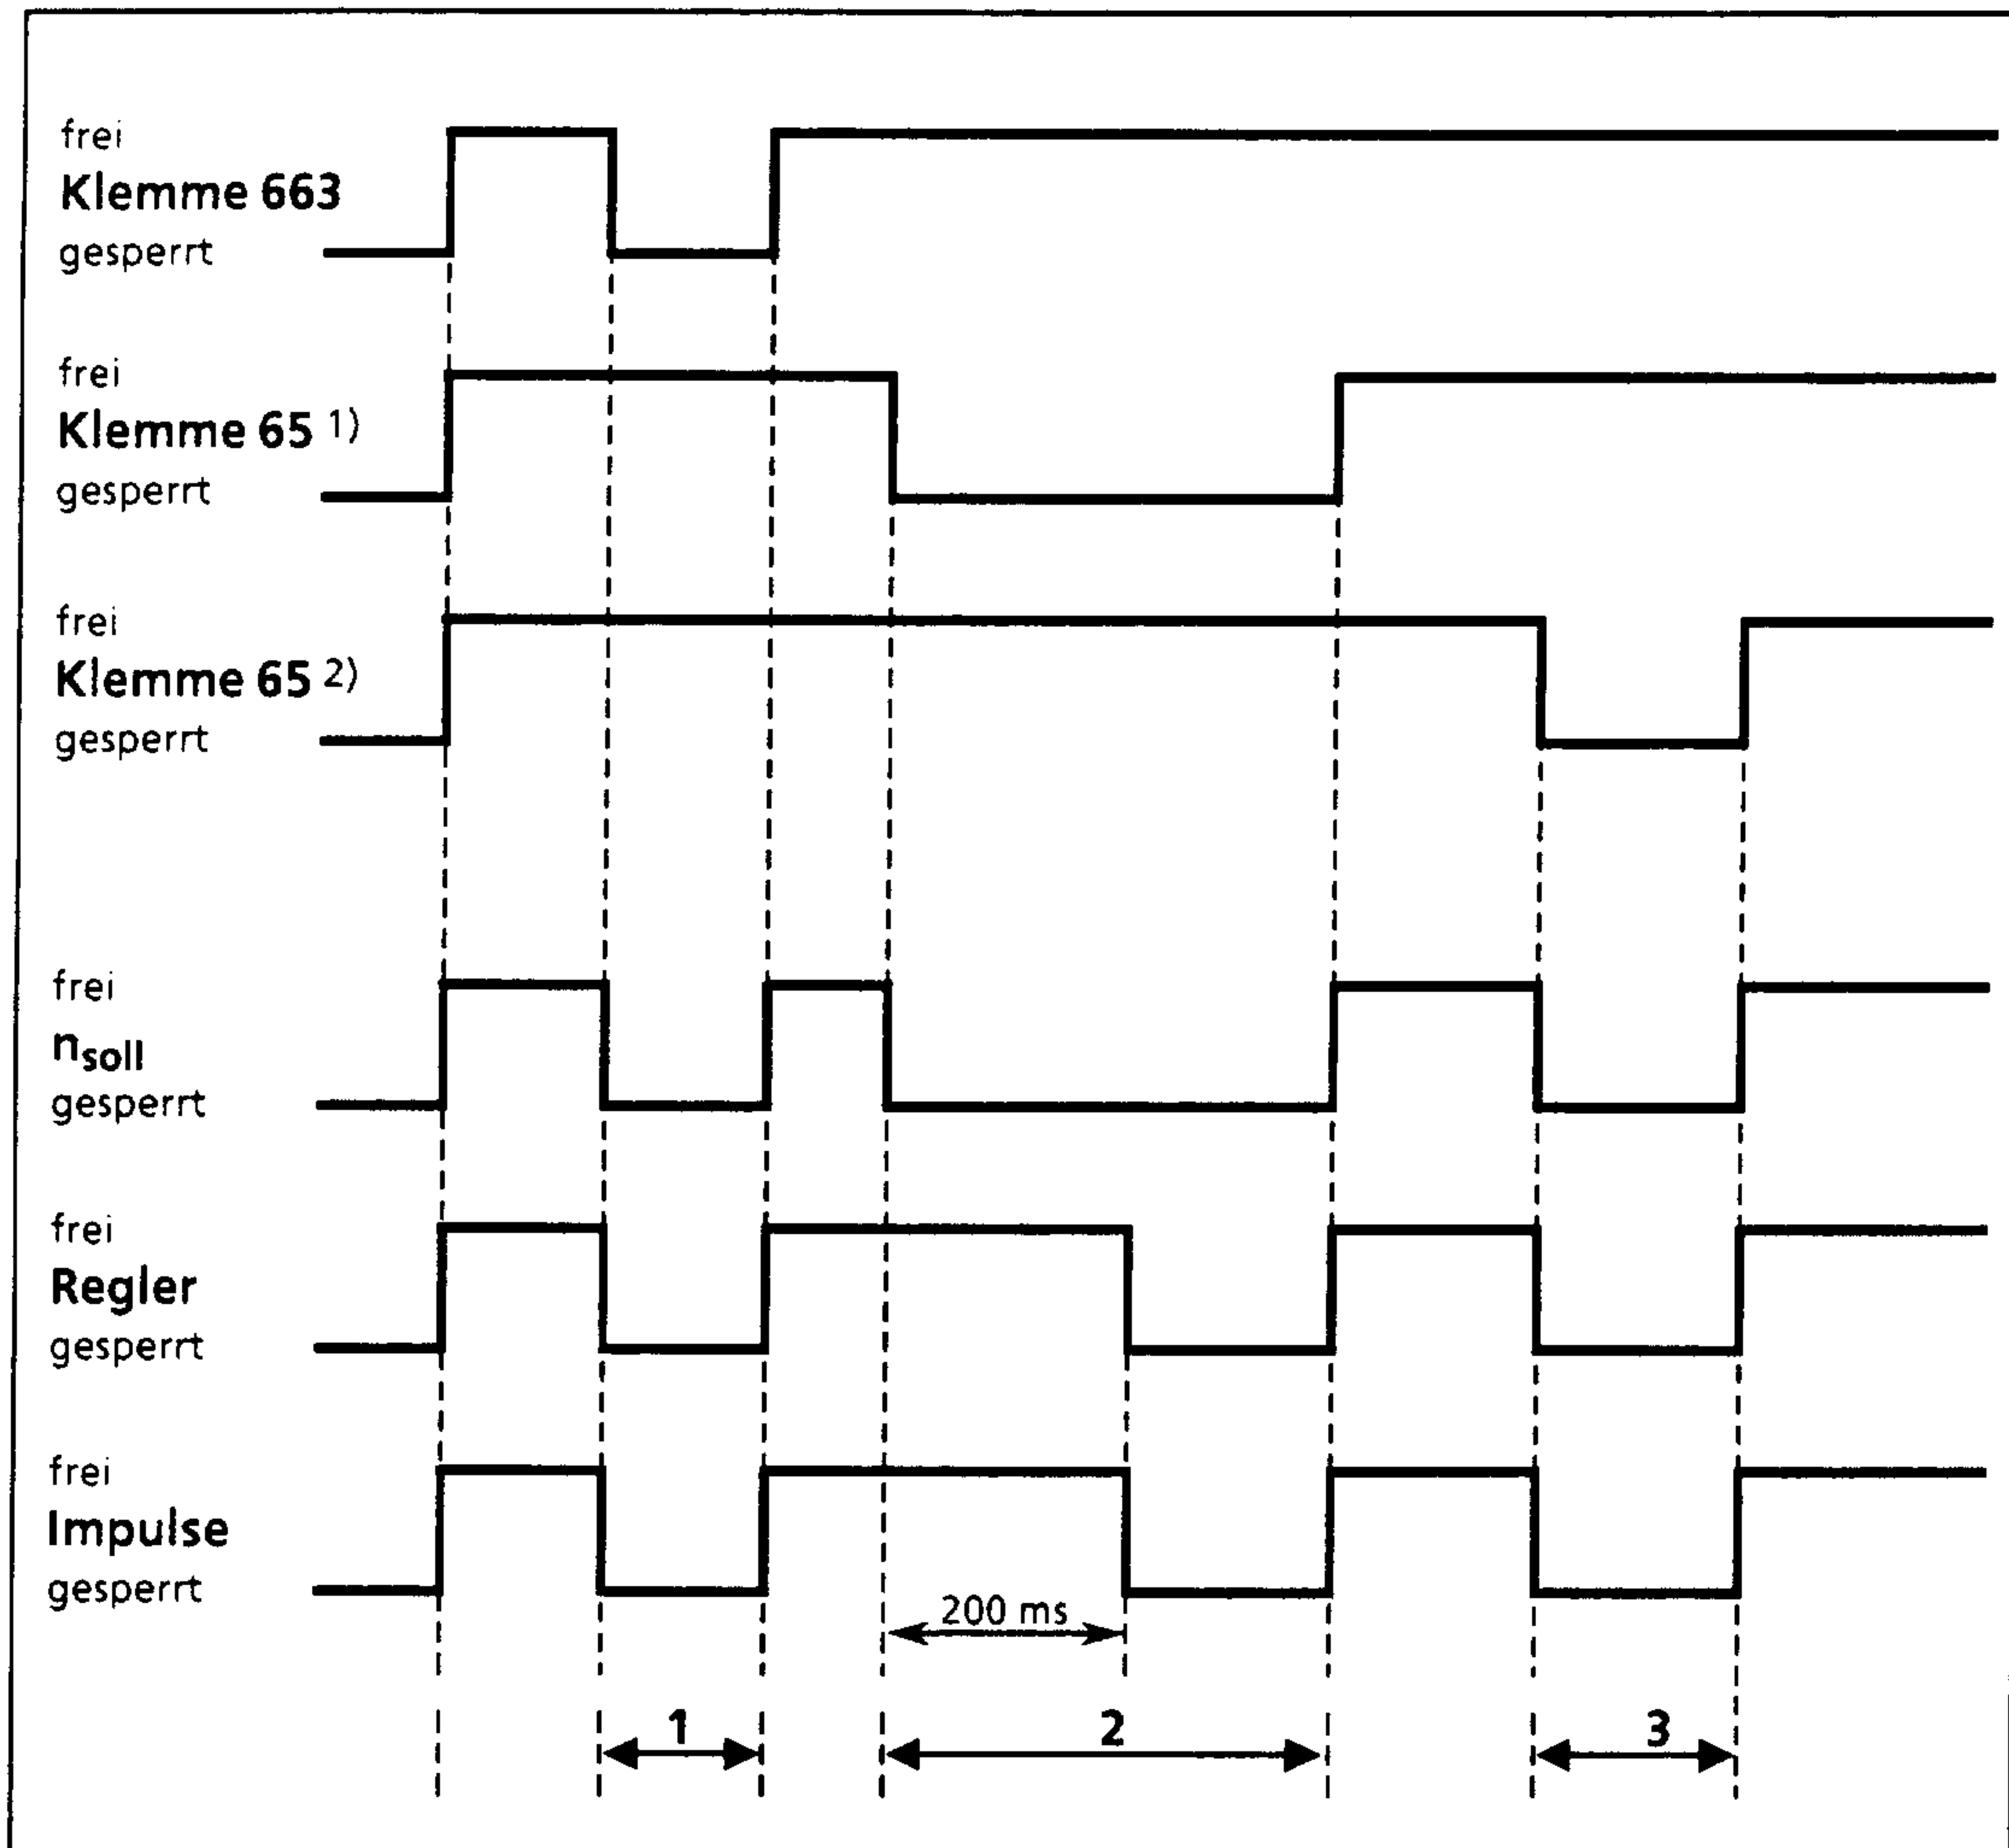 frei
Klemme 663
gesperrt
frei
Klemme 65 1)
gesperrt
frei
Klemme 65 2)
gesperrt
frei
nsoll
gesperrt
frei
Regler
gesperrt
frei
Impulse
gesperrt
200 ms
1 2 3